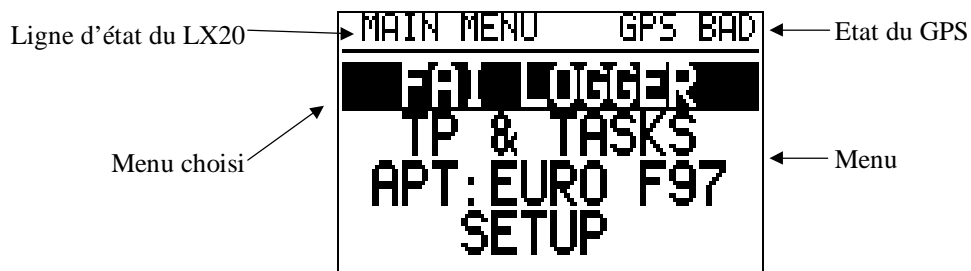 Ligne d'état du LX20
MAIN MENU GPS BAD
Etat du GPS
FAI LOGGER
TP & TASKS
Menu choisi
Menu
APT:EURO F97
SETUP